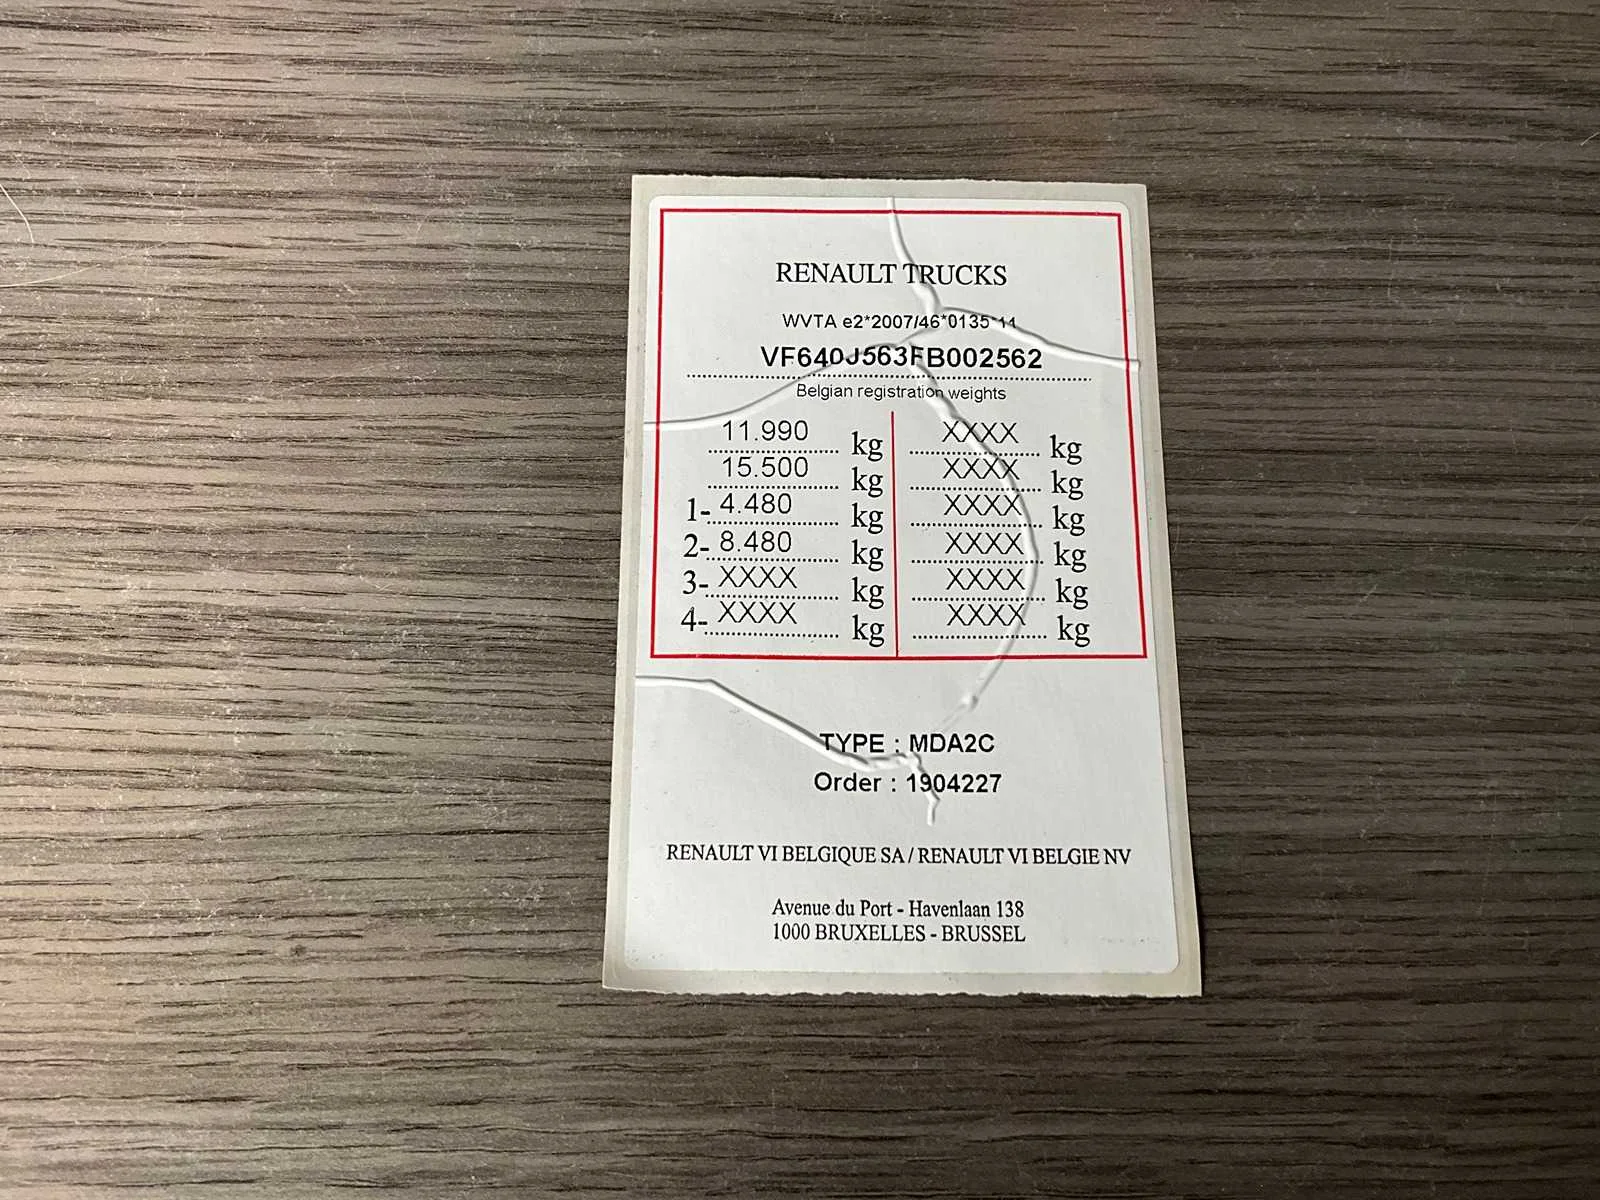 RENAULT TRUCKS
WVTA e2*2007/46*0135*11
VF640J563FB002562
Belgian registration weights
11.990 kg XXXX kg
15.500 kg XXXX kg
1- 4.480 kg XXXX kg
2- 8.480 kg XXXX kg
3- XXXX kg XXXX kg
4- XXXX kg XXXX kg
TYPE : MDA2C
Order : 1904227
RENAULT VI BELGIQUE SA / RENAULT VI BELGIE NV
Avenue du Port - Havenlaan 138
1000 BRUXELLES - BRUSSEL